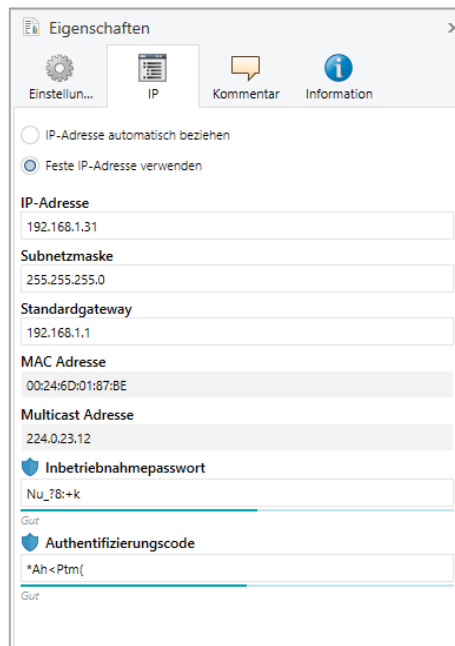 Eigenschaften
Einstellun...
IP
Kommentar
Information
IP-Adresse automatisch beziehen
Feste IP-Adresse verwenden
IP-Adresse
192.168.1.31
Subnetzmaske
255.255.255.0
Standardgateway
192.168.1.1
MAC Adresse
00:24:6D:01:87:BE
Multicast Adresse
224.0.23.12
Inbetriebnahmepasswort
Nu_?8:+k
Gut
Authentifizierungscode
*Ah<Ptm(
Gut